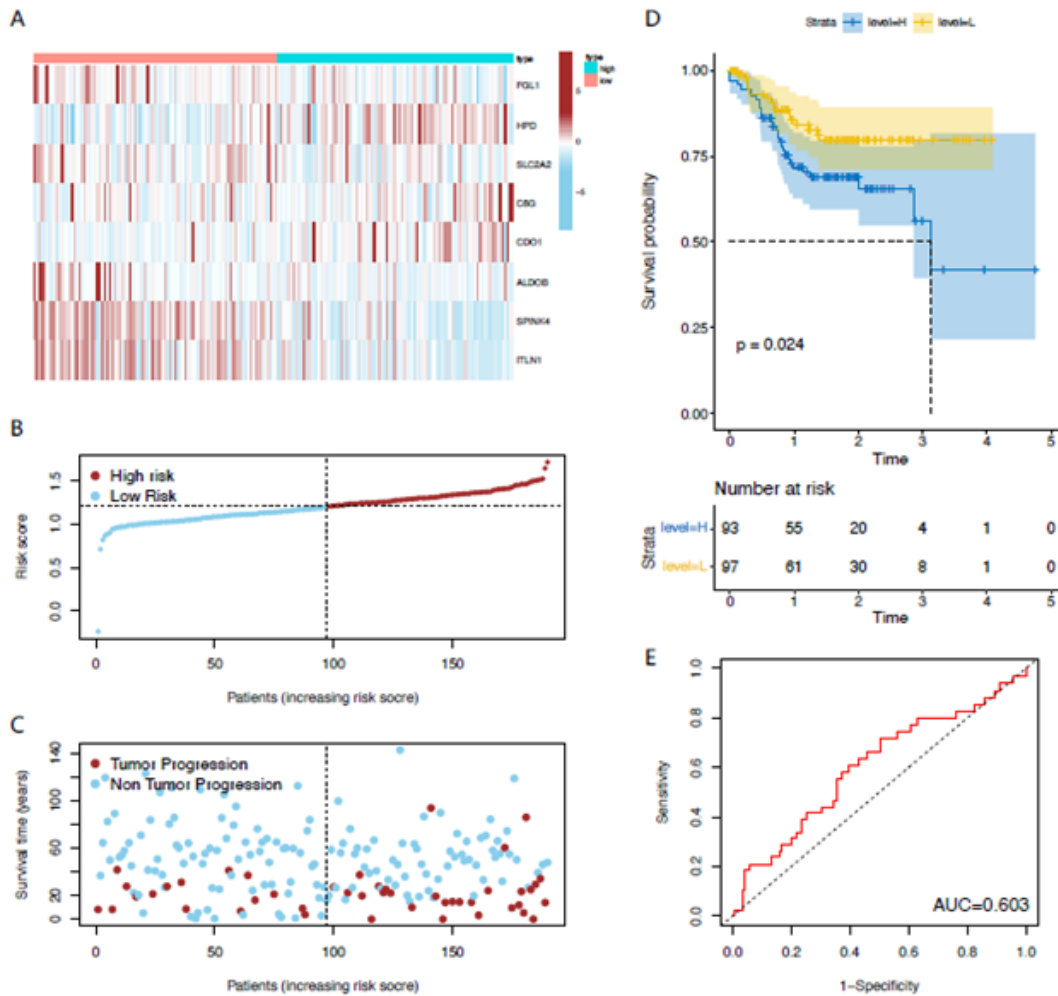 A
type
type
high
low
5
-5
FGL1
HPD
SLC2A2
C8G
CDO1
ALDOB
SPINK4
ITLN1
B
High risk
Low Risk
Risk score
0.0 0.5 1.0 1.5
0 50 100 150
Patients (increasing risk socre)
C
Tumor Progression
Non Tumor Progression
Survival time (years)
0 20 60 100 140
0 50 100 150
Patients (increasing risk socre)
D
Strata level=H level=L
Survival probability
1.00
0.75
0.50
0.25
0.00
p = 0.024
0 1 2 3 4 5
Time
Number at risk
Strata
level=H 93 55 20 4 1 0
level=L 97 61 30 8 1 0
0 1 2 3 4 5
Time
E
Sensitivity
0.0 0.2 0.4 0.6 0.8 1.0
AUC=0.603
0.0 0.2 0.4 0.6 0.8 1.0
1-Specificity